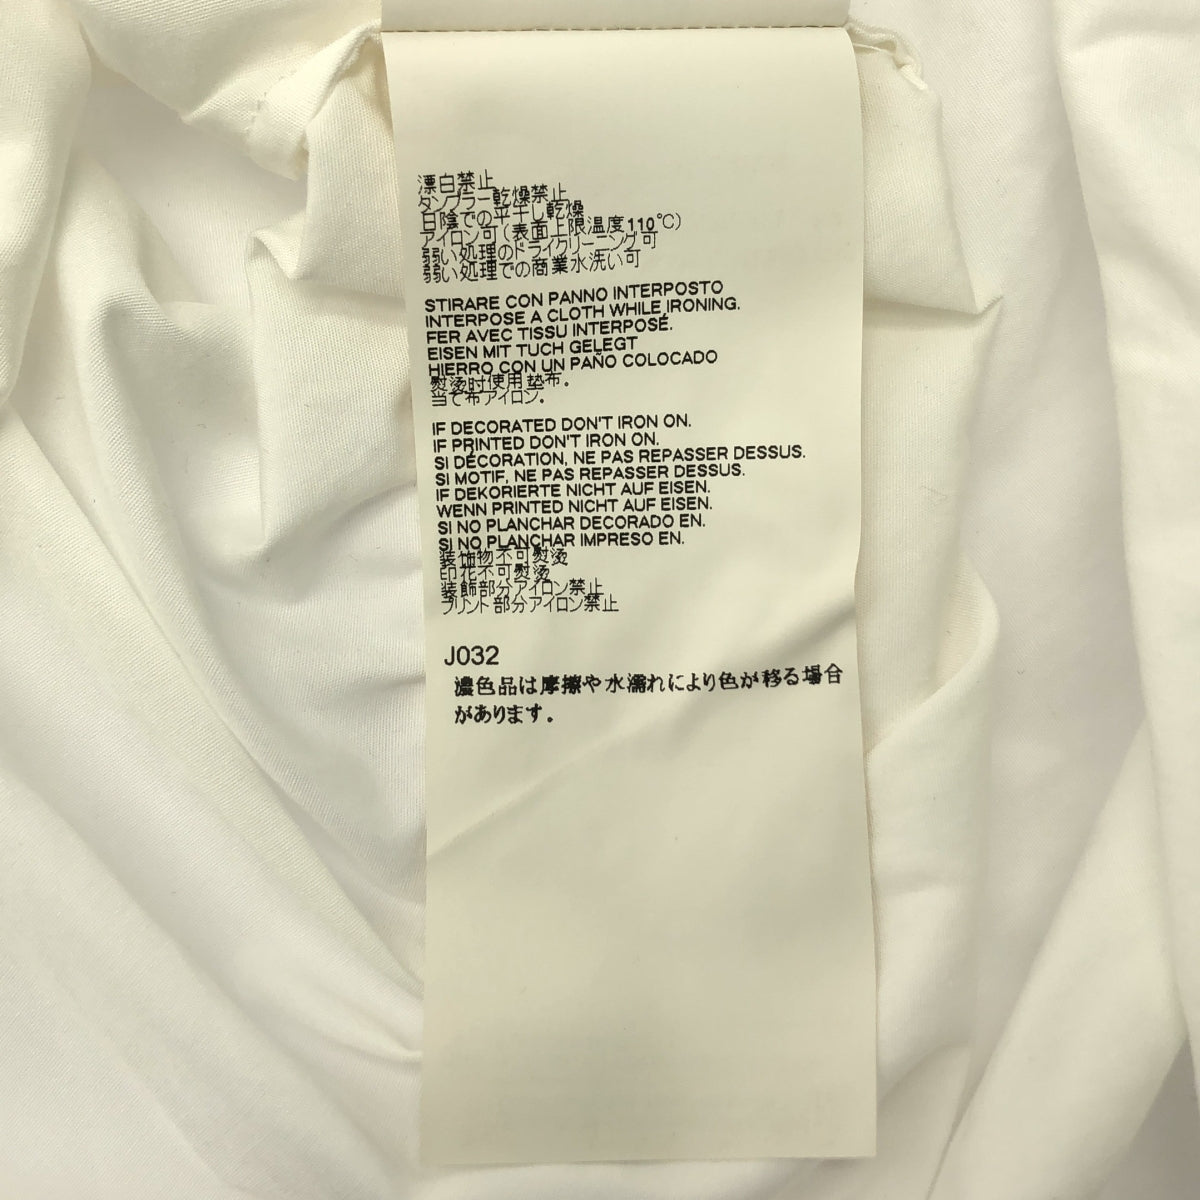 漂白禁止
タンブラー乾燥禁止
日陰での平干し乾燥
アイロン可(表面上限温度110℃)
弱い処理のドライクリーニング可
弱い処理での商業水洗い可
STIRARE CON PANNO INTERPOSTO
INTERPOSE A CLOTH WHILE IRONING.
FER AVEC TISSU INTERPOSÉ.
EISEN MIT TUCH GELEGT
HIERRO CON UN PAÑO COLOCADO
熨烫时使用垫布。
当て布アイロン。
IF DECORATED DON'T IRON ON.
IF PRINTED DON'T IRON ON.
SI DÉCORATION, NE PAS REPASSER DESSUS.
SI MOTIF, NE PAS REPASSER DESSUS.
IF DEKORIERTE NICHT AUF EISEN.
WENN PRINTED NICHT AUF EISEN.
SI NO PLANCHAR DECORADO EN.
SI NO PLANCHAR IMPRESO EN.
装饰物不可熨烫
印花不可熨烫
装飾部分アイロン禁止
プリント部分アイロン禁止
J032
濃色品は摩擦や水濡れにより色が移る場合
があります。